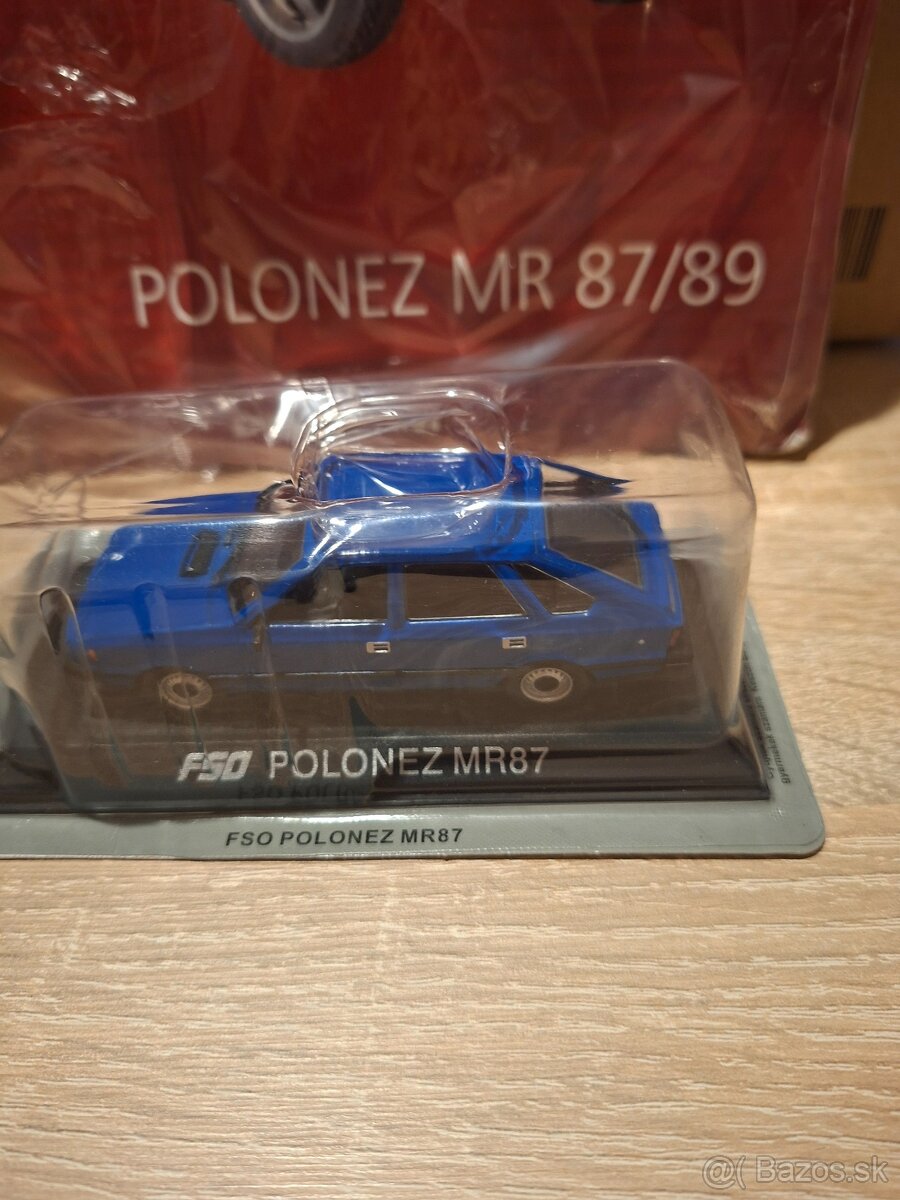 POLONEZ MR 87/89
FSO POLONEZ MR87
FSO POLONEZ MR87
@( Bazos.sk